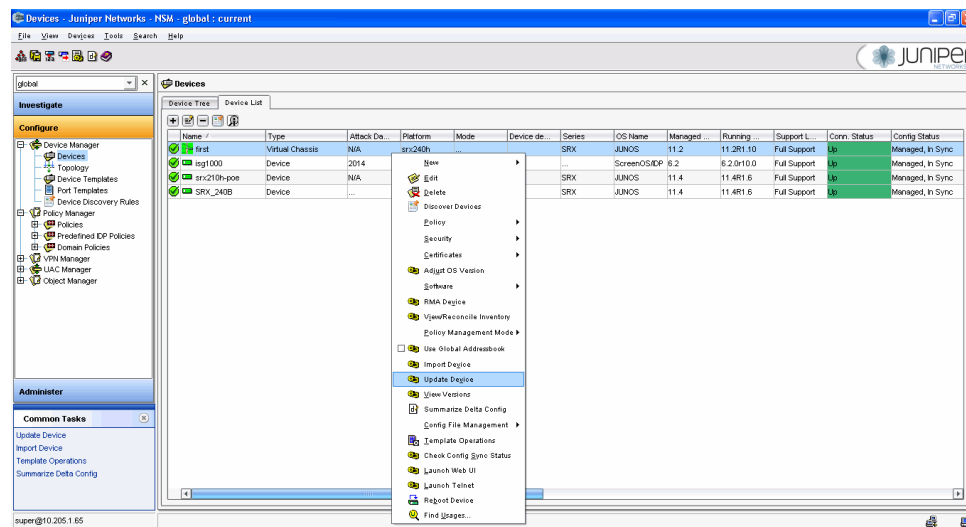 Devices - Juniper Networks - NSM - global : current
File View Devices Tools Search Help
JUNIPER
NETWORKS
global
Devices
Investigate
Device Tree Device List
Configure
Name / Type Attack Da... Platform Mode Device de... Series OS Name Managed ... Running ... Support L... Conn. Status Config Status
first Virtual Chassis N/A srx240h ... SRX JUNOS 11.2 11.2R1.10 Full Support Up Managed, In Sync
isg1000 Device 2014 ... ScreenOS/IDP 6.2 6.2.0r10.0 Full Support Up Managed, In Sync
srx210h-poe Device N/A SRX JUNOS 11.4 11.4R1.6 Full Support Up Managed, In Sync
SRX_240B Device ... SRX JUNOS 11.4 11.4R1.6 Full Support Up Managed, In Sync
Device Manager
Devices
Topology
Device Templates
Port Templates
Device Discovery Rules
Policy Manager
Policies
Predefined IDP Policies
Domain Policies
VPN Manager
UAC Manager
Object Manager
New
Edit
Delete
Discover Devices
Policy
Security
Certificates
Adjust OS Version
Software
RMA Device
View/Reconcile Inventory
Policy Management Mode
Use Global Addressbook
Import Device
Update Device
View Versions
Summarize Delta Config
Config File Management
Template Operations
Check Config Sync Status
Launch Web UI
Launch Telnet
Reboot Device
Find Usages...
Administer
Common Tasks
Update Device
Import Device
Template Operations
Summarize Delta Config
super@10.205.1.65